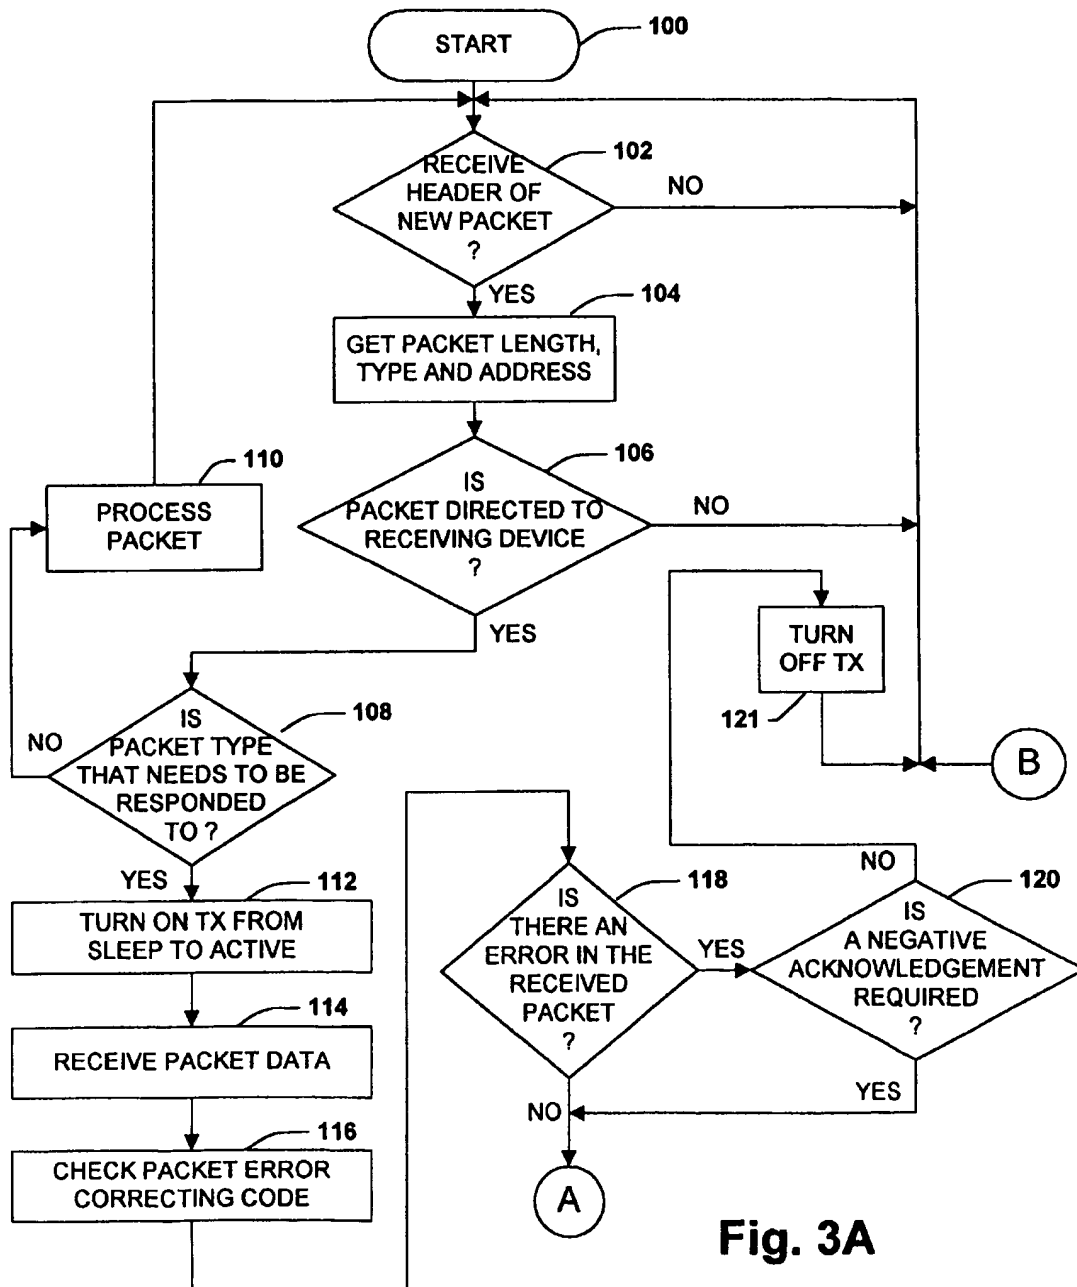 START
100
RECEIVE
HEADER OF
NEW PACKET
?
102
NO
YES
104
GET PACKET LENGTH,
TYPE AND ADDRESS
IS
PACKET DIRECTED TO
RECEIVING DEVICE
?
106
NO
YES
110
PROCESS
PACKET
TURN
OFF TX
121
B
IS
PACKET TYPE
THAT NEEDS TO BE
RESPONDED
TO ?
108
NO
YES
112
TURN ON TX FROM
SLEEP TO ACTIVE
114
RECEIVE PACKET DATA
116
CHECK PACKET ERROR
CORRECTING CODE
IS
THERE AN
ERROR IN THE
RECEIVED
PACKET
?
118
YES
NO
IS
A NEGATIVE
ACKNOWLEDGEMENT
REQUIRED
?
120
NO
YES
A
Fig. 3A